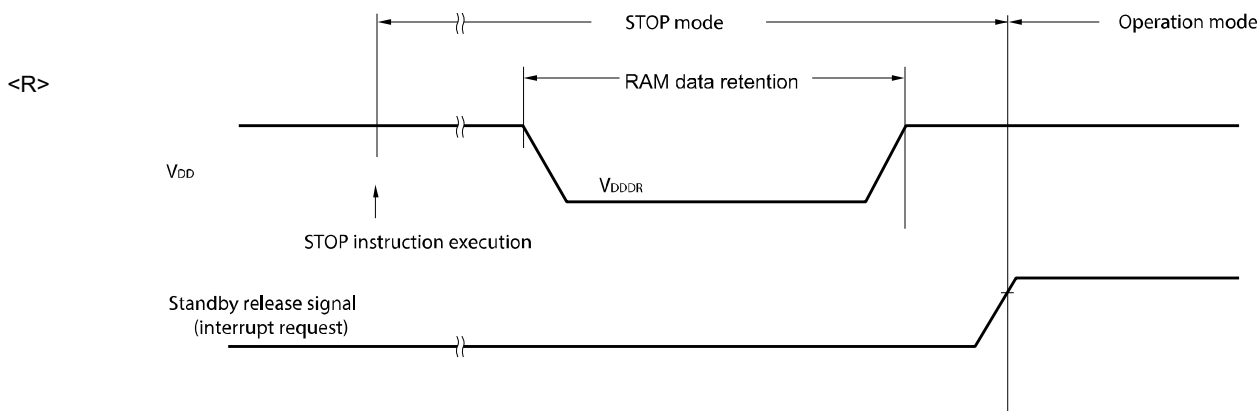 STOP mode
Operation mode
<R>
RAM data retention
VDD
VDDDR
STOP instruction execution
Standby release signal
(interrupt request)